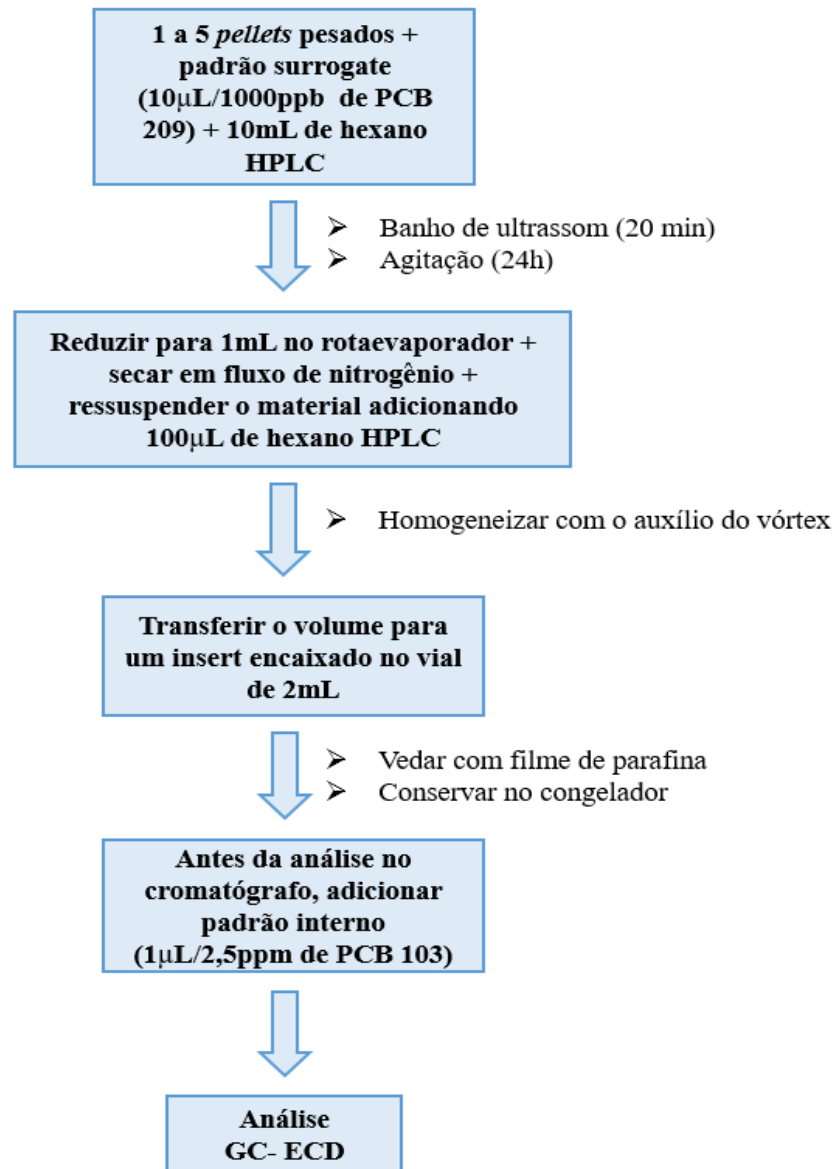 1 a 5 pellets pesados +
padrão surrogate
(10μL/1000ppb de PCB
209) + 10mL de hexano
HPLC
➢ Banho de ultrassom (20 min)
➢ Agitação (24h)
Reduzir para 1mL no rotaevaporador +
secar em fluxo de nitrogênio +
ressuspender o material adicionando
100μL de hexano HPLC
➢ Homogeneizar com o auxílio do vórtex
Transferir o volume para
um insert encaixado no vial
de 2mL
➢ Vedar com filme de parafina
➢ Conservar no congelador
Antes da análise no
cromatógrafo, adicionar
padrão interno
(1μL/2,5ppm de PCB 103)
Análise
GC- ECD